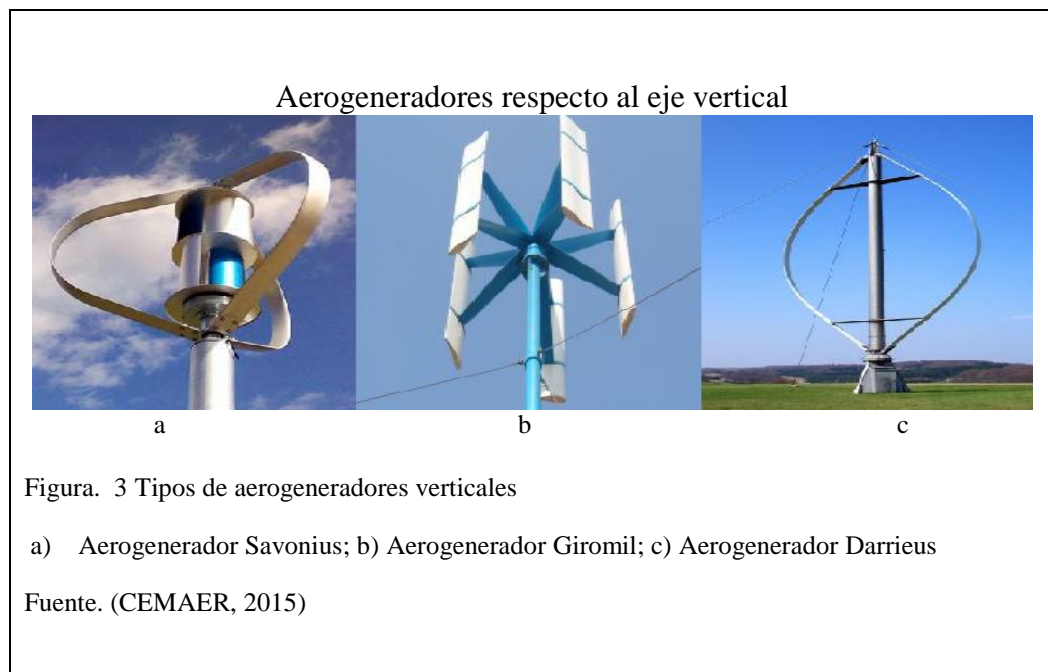 Aerogeneradores respecto al eje vertical
a b c
Figura. 3 Tipos de aerogeneradores verticales
a) Aerogenerador Savonius; b) Aerogenerador Giromil; c) Aerogenerador Darrieus
Fuente. (CEMAER, 2015)